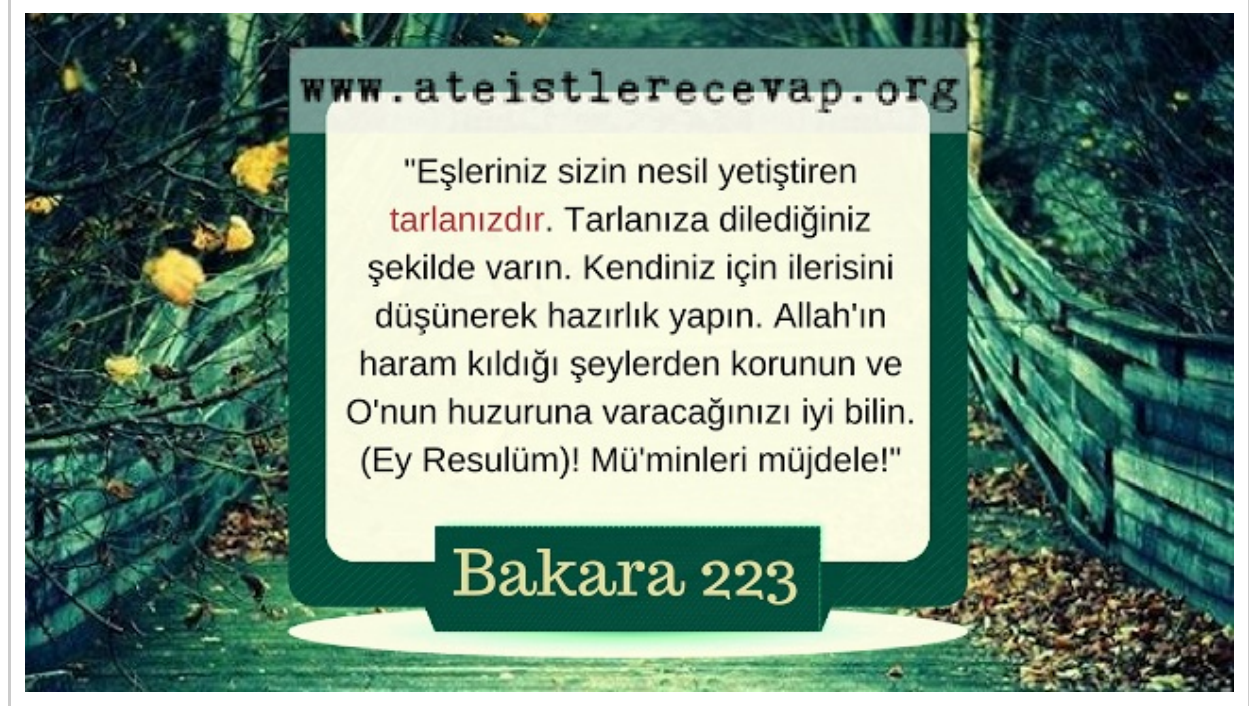 www.ateistlerecevap.org
"Eşleriniz sizin nesil yetiştiren
tarlanızdır. Tarlanıza dilediğiniz
şekilde varın. Kendiniz için ilerisini
düşünerek hazırlık yapın. Allah'ın
haram kıldığı şeylerden korunun ve
O'nun huzuruna varacağınızı iyi bilin.
(Ey Resulüm)! Mü'minleri müjdele!"
Bakara 223